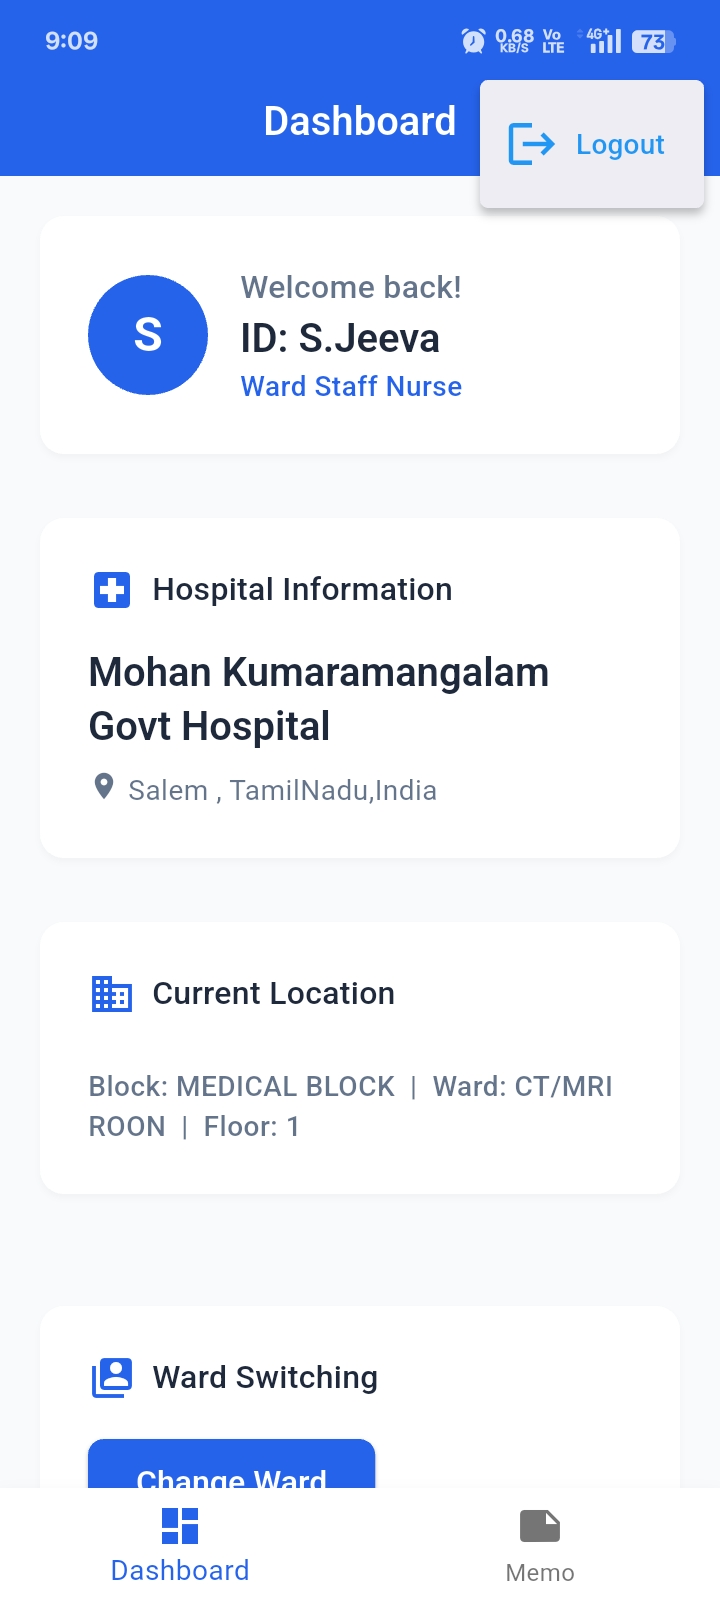 9:09
0.68
KB/S
Vo
LTE
4G+
73
Dashboard
Logout
S
Welcome back!
ID: S.Jeeva
Ward Staff Nurse
Hospital Information
Mohan Kumaramangalam
Govt Hospital
Salem , TamilNadu,India
Current Location
Block: MEDICAL BLOCK | Ward: CT/MRI
ROON | Floor: 1
Ward Switching
Change Ward
Dashboard
Memo